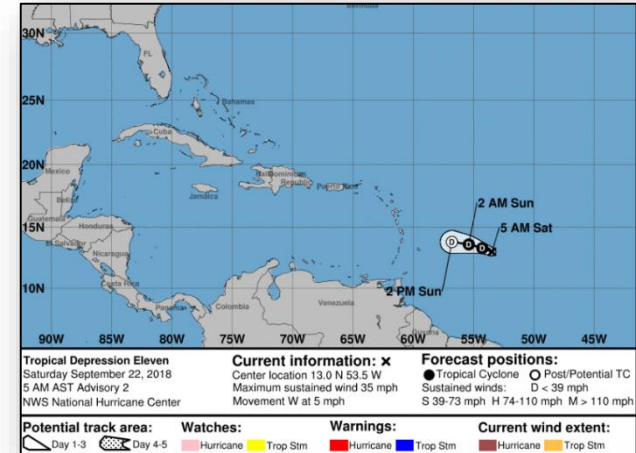 Bermuda
30N
FL
25N
Bahamas
Cuba
20N
Mexico
Haiti
Dominican
Republic
Puerto Rico
Jamaica
Belize
2 AM Sun
5 AM Sat
Guatemala
Honduras
15N
D
D
D
El Salvador
Nicaragua
Costa Rica
2 PM Sun
10N
Panama
Colombia
Venezuela
Guyana
90W 85W 80W 75W 70W 65W 60W 55W 50W 45W
Tropical Depression Eleven
Saturday September 22, 2018
5 AM AST Advisory 2
NWS National Hurricane Center
Current information: x
Center location 13.0 N 53.5 W
Maximum sustained wind 35 mph
Movement W at 5 mph
Forecast positions:
Tropical Cyclone Post/Potential TC
Sustained winds: D < 39 mph
S 39-73 mph H 74-110 mph M > 110 mph
Potential track area:
Day 1-3 Day 4-5
Watches:
Hurricane Trop Stm
Warnings:
Hurricane Trop Stm
Current wind extent:
Hurricane Trop Stm